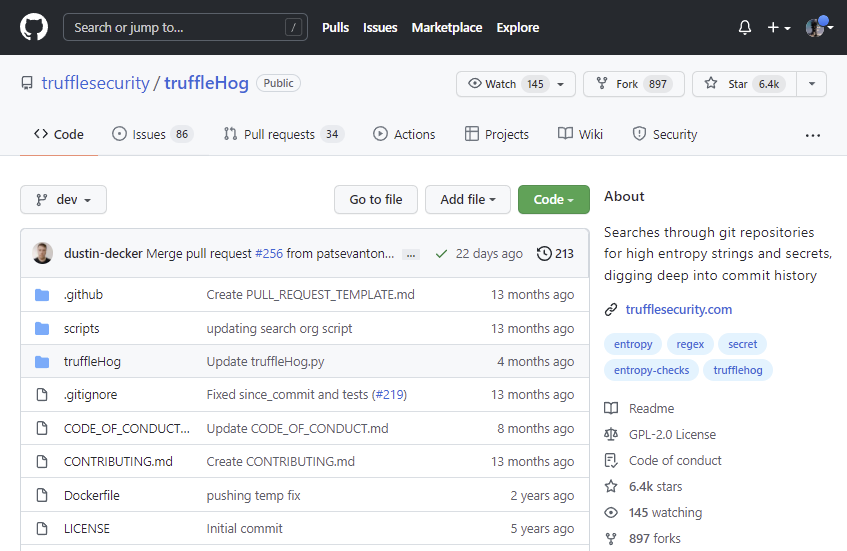 Search or jump to... /
Pulls Issues Marketplace Explore
trufflesecurity / truffleHog Public
Watch 145 Fork 897 Star 6.4k
Code Issues 86 Pull requests 34 Actions Projects Wiki Security ...
dev Go to file Add file Code
dustin-decker Merge pull request #256 from patsevanton... ... 22 days ago 213
.github Create PULL_REQUEST_TEMPLATE.md 13 months ago
scripts updating search org script 13 months ago
truffleHog Update truffleHog.py 4 months ago
.gitignore Fixed since_commit and tests (#219) 13 months ago
CODE_OF_CONDUCT... Update CODE_OF_CONDUCT.md 8 months ago
CONTRIBUTING.md Create CONTRIBUTING.md 13 months ago
Dockerfile pushing temp fix 2 years ago
LICENSE Initial commit 5 years ago
About
Searches through git repositories
for high entropy strings and secrets,
digging deep into commit history
trufflesecurity.com
entropy regex secret
entropy-checks trufflehog
Readme
GPL-2.0 License
Code of conduct
6.4k stars
145 watching
897 forks